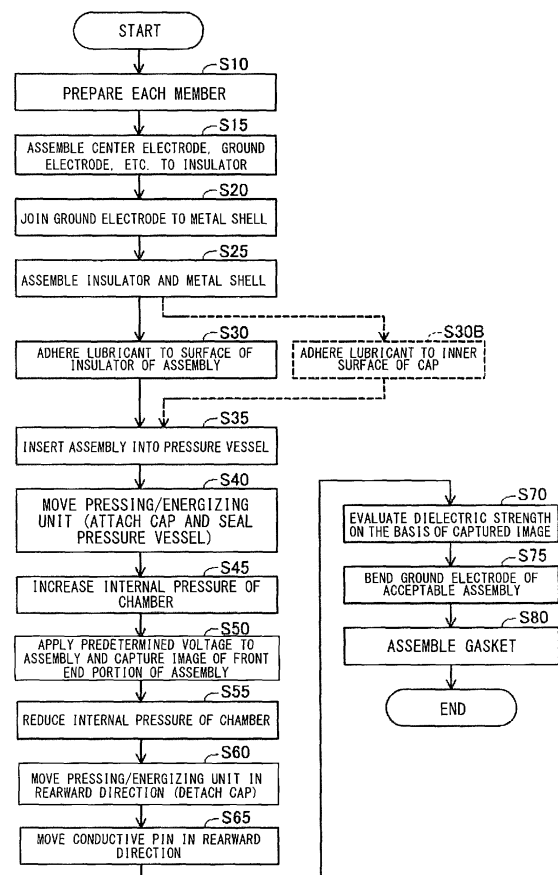 START
S10
PREPARE EACH MEMBER
S15
ASSEMBLE CENTER ELECTRODE, GROUND
ELECTRODE, ETC. TO INSULATOR
S20
JOIN GROUND ELECTRODE TO METAL SHELL
S25
ASSEMBLE INSULATOR AND METAL SHELL
S30
ADHERE LUBRICANT TO SURFACE OF
INSULATOR OF ASSEMBLY
S30B
ADHERE LUBRICANT TO INNER
SURFACE OF CAP
S35
INSERT ASSEMBLY INTO PRESSURE VESSEL
S40
MOVE PRESSING/ENERGIZING
UNIT (ATTACH CAP AND SEAL
PRESSURE VESSEL)
S45
INCREASE INTERNAL PRESSURE OF
CHAMBER
S50
APPLY PREDETERMINED VOLTAGE TO
ASSEMBLY AND CAPTURE IMAGE OF FRONT
END PORTION OF ASSEMBLY
S55
REDUCE INTERNAL PRESSURE OF CHAMBER
S60
MOVE PRESSING/ENERGIZING UNIT IN
REARWARD DIRECTION (DETACH CAP)
S65
MOVE CONDUCTIVE PIN IN REARWARD
DIRECTION
S70
EVALUATE DIELECTRIC STRENGTH
ON THE BASIS OF CAPTURED IMAGE
S75
BEND GROUND ELECTRODE OF
ACCEPTABLE ASSEMBLY
S80
ASSEMBLE GASKET
END